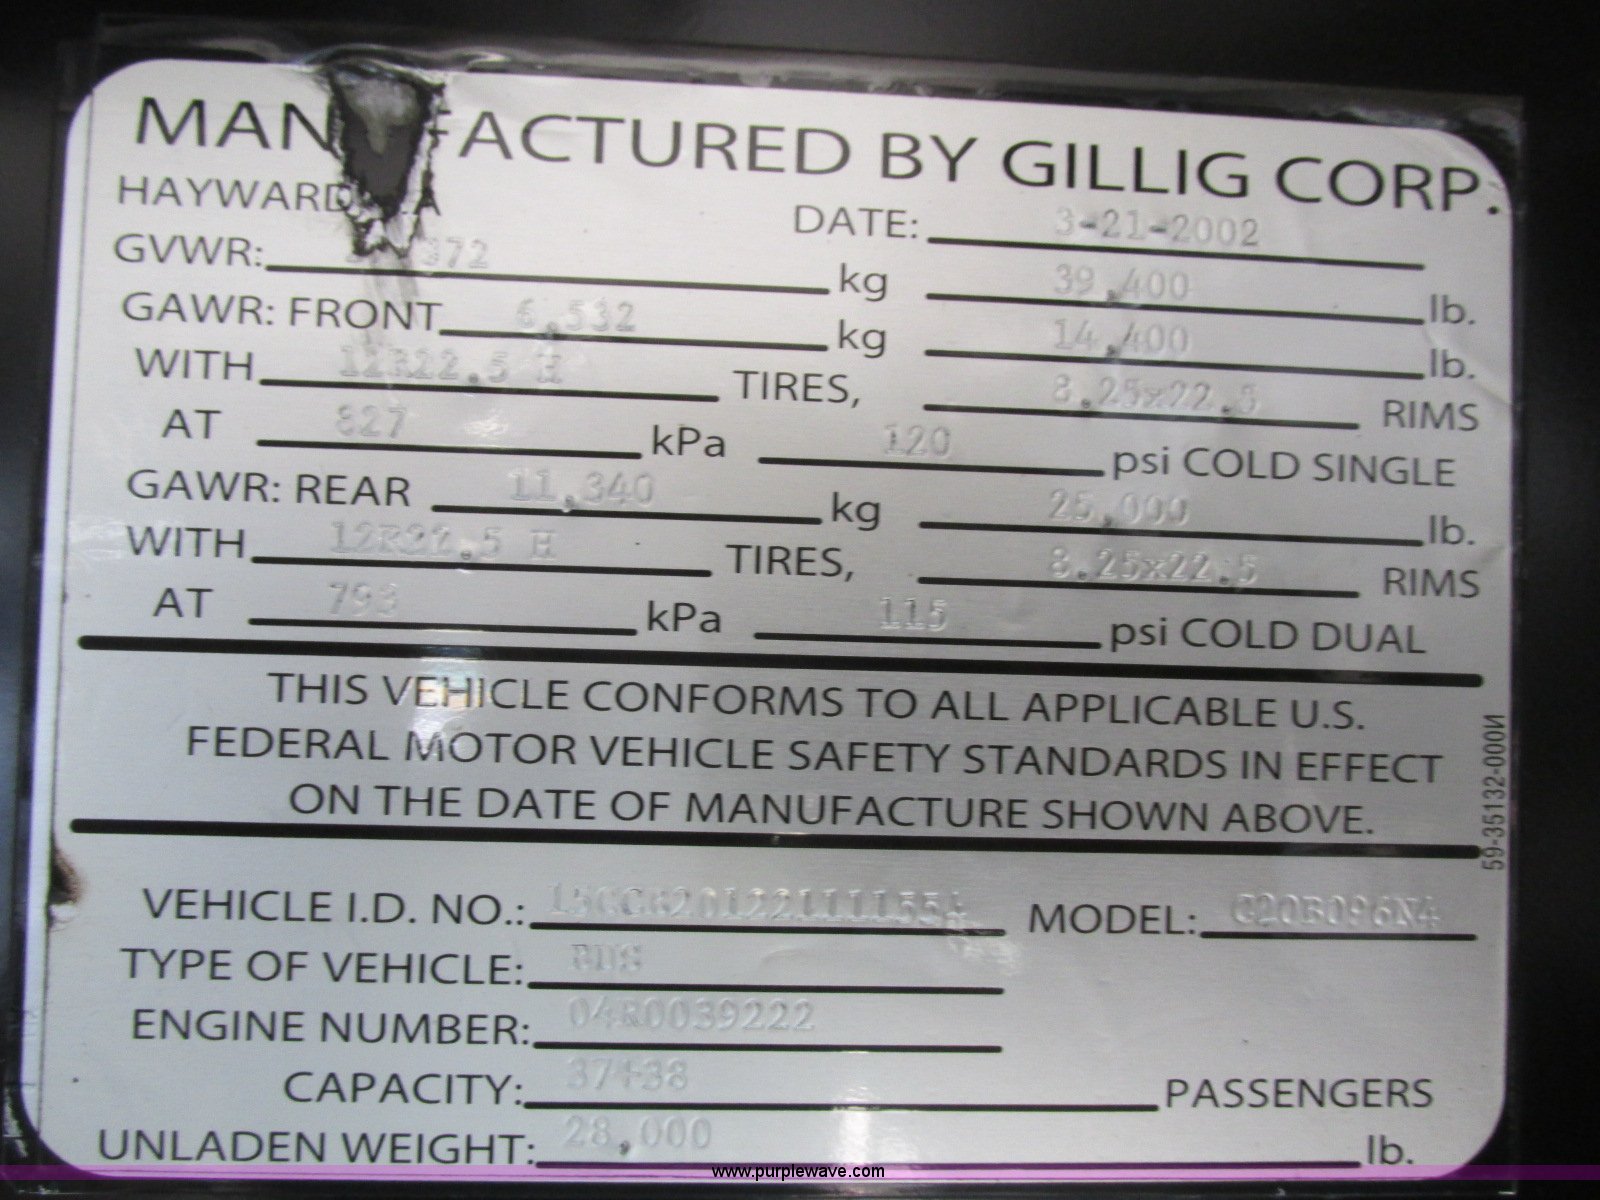 MANFACTURED BY GILLIG CORP.
HAYWARD A
DATE: 3-21-2002
GVWR: 872 kg 39,400 lb.
GAWR: FRONT 6,532 kg 14,400 lb.
WITH 12R22.5 H TIRES, 8.25x22.5 RIMS
AT 827 kPa 120 psi COLD SINGLE
GAWR: REAR 11,340 kg 25,000 lb.
WITH 12R22.5 H TIRES, 8.25x22.5 RIMS
AT 793 kPa 115 psi COLD DUAL
THIS VEHICLE CONFORMS TO ALL APPLICABLE U.S.
FEDERAL MOTOR VEHICLE SAFETY STANDARDS IN EFFECT
ON THE DATE OF MANUFACTURE SHOWN ABOVE.
59-35132-000N
VEHICLE I.D. NO.: MODEL: C20B096N4
TYPE OF VEHICLE: BUS
ENGINE NUMBER: 04R0039222
CAPACITY: 37+38 PASSENGERS
UNLADEN WEIGHT: 28,000 lb.
www.purplewave.com